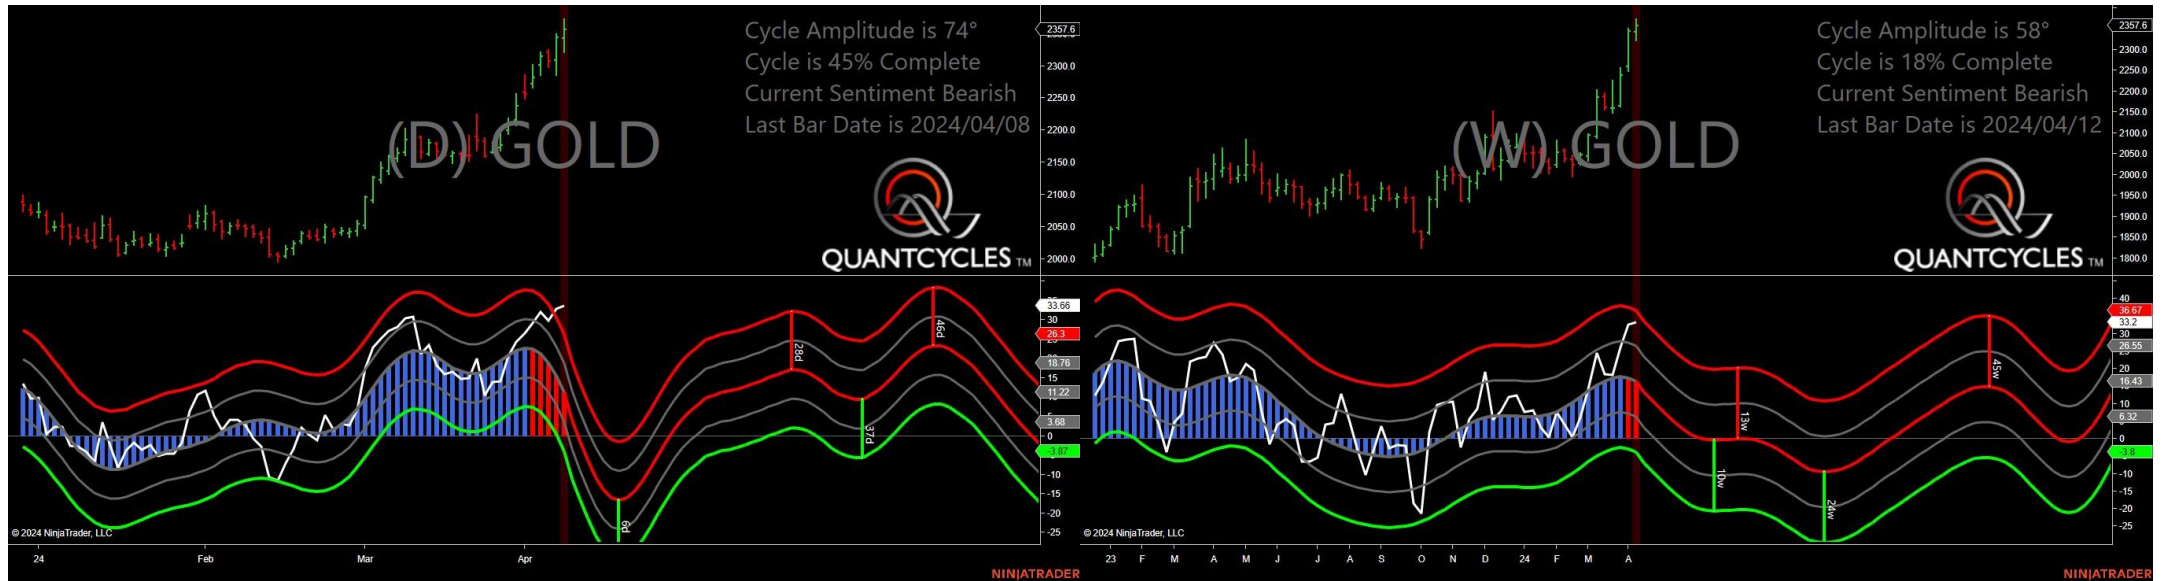 Cycle Amplitude is 74°
Cycle is 45% Complete
Current Sentiment Bearish
Last Bar Date is 2024/04/08
(D) GOLD
QUANTCYCLES TM
2357.6
2300.0
2250.0
2200.0
2150.0
2100.0
2050.0
2000.0
33.66
30
26.3
18.76
15
11.22
3.68
0
-3.87
-10
-15
-20
-25
28d
46d
37d
6d
© 2024 NinjaTrader, LLC
24 Feb Mar Apr
NINJATRADER
Cycle Amplitude is 58°
Cycle is 18% Complete
Current Sentiment Bearish
Last Bar Date is 2024/04/12
(W) GOLD
QUANTCYCLES TM
2357.6
2300.0
2250.0
2200.0
2150.0
2100.0
2050.0
2000.0
1950.0
1900.0
1850.0
1800.0
40
36.67
33.2
30
26.55
20
16.43
6.32
0
-3.8
-10
-15
-20
-25
13w
45w
10w
24w
© 2024 NinjaTrader, LLC
23 F M A M J J A S O N D 24 F M A
NINJATRADER